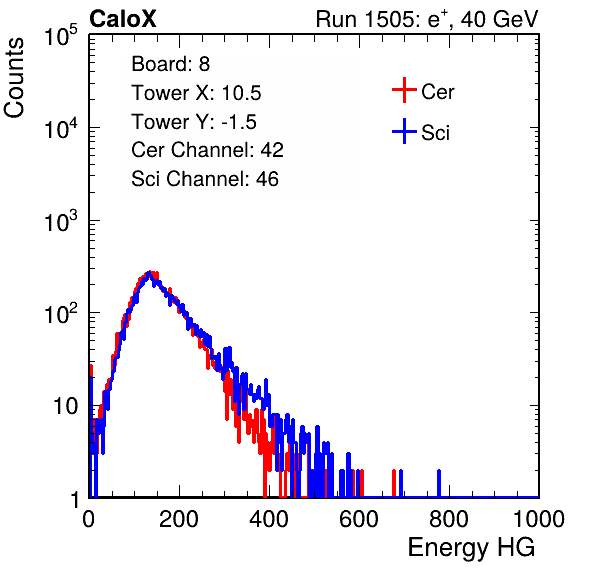 CaloX Run 1505: e⁺, 40 GeV
Counts
10⁵
10⁴
10³
10²
10
1
Board: 8
Tower X: 10.5
Tower Y: -1.5
Cer Channel: 42
Sci Channel: 46
Cer
Sci
0 200 400 600 800 1000
Energy HG